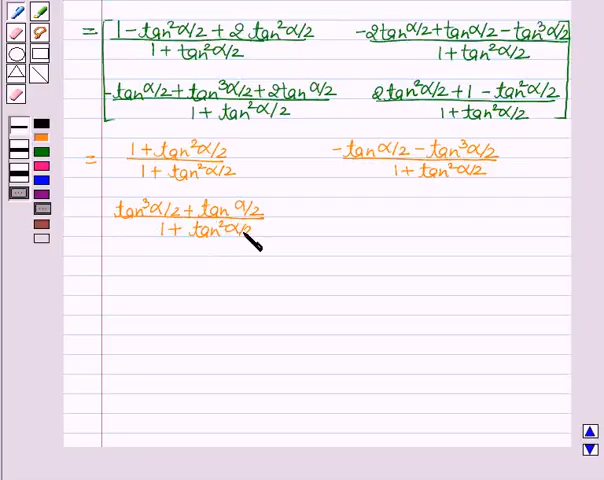 = [ (1 - tan²α/2 + 2 tan²α/2)/(1 + tan²α/2)   (-2tanα/2 + tanα/2 - tan³α/2)/(1 + tan²α/2)
(-tanα/2 + tan³α/2 + 2tanα/2)/(1 + tan²α/2)   (2tan²α/2 + 1 - tan²α/2)/(1 + tan²α/2) ]
= (1 + tan²α/2)/(1 + tan²α/2)   (-tanα/2 - tan³α/2)/(1 + tan²α/2)
(tan³α/2 + tan α/2)/(1 + tan²α/2)